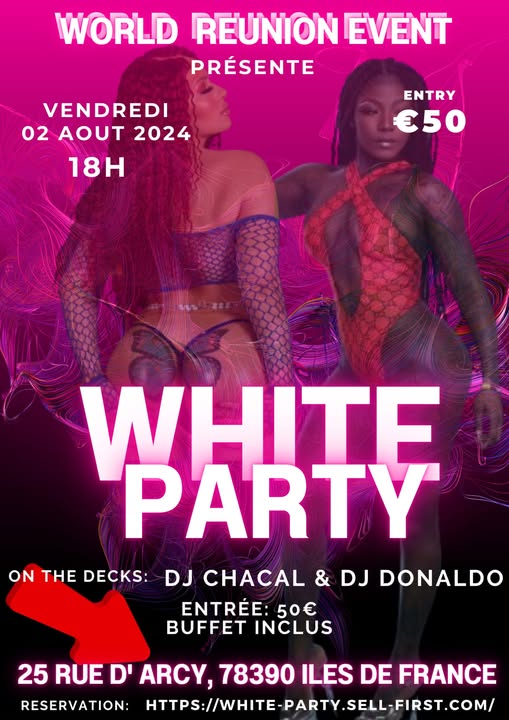 WORLD REUNION EVENT
PRÉSENTE
VENDREDI
02 AOUT 2024
18H
ENTRY
€50
WHITE
PARTY
ON THE DECKS: DJ CHACAL & DJ DONALDO
ENTRÉE: 50€
BUFFET INCLUS
25 RUE D' ARCY, 78390 ILES DE FRANCE
RESERVATION: HTTPS://WHITE-PARTY.SELL-FIRST.COM/